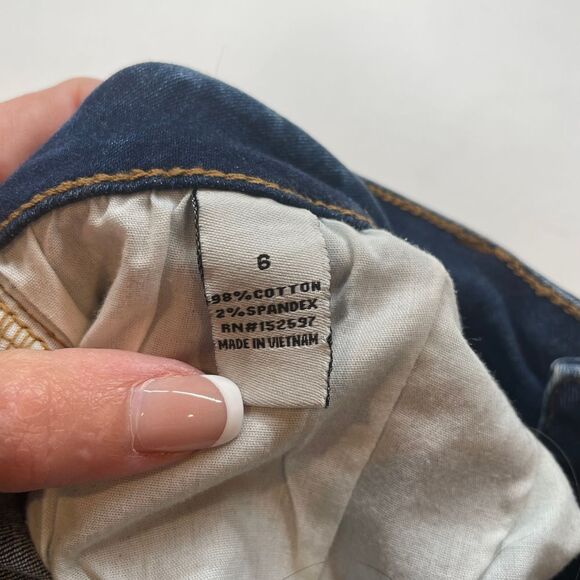 6
98%COTTON
2%SPANDEX
RN#152597
MADE IN VIETNAM